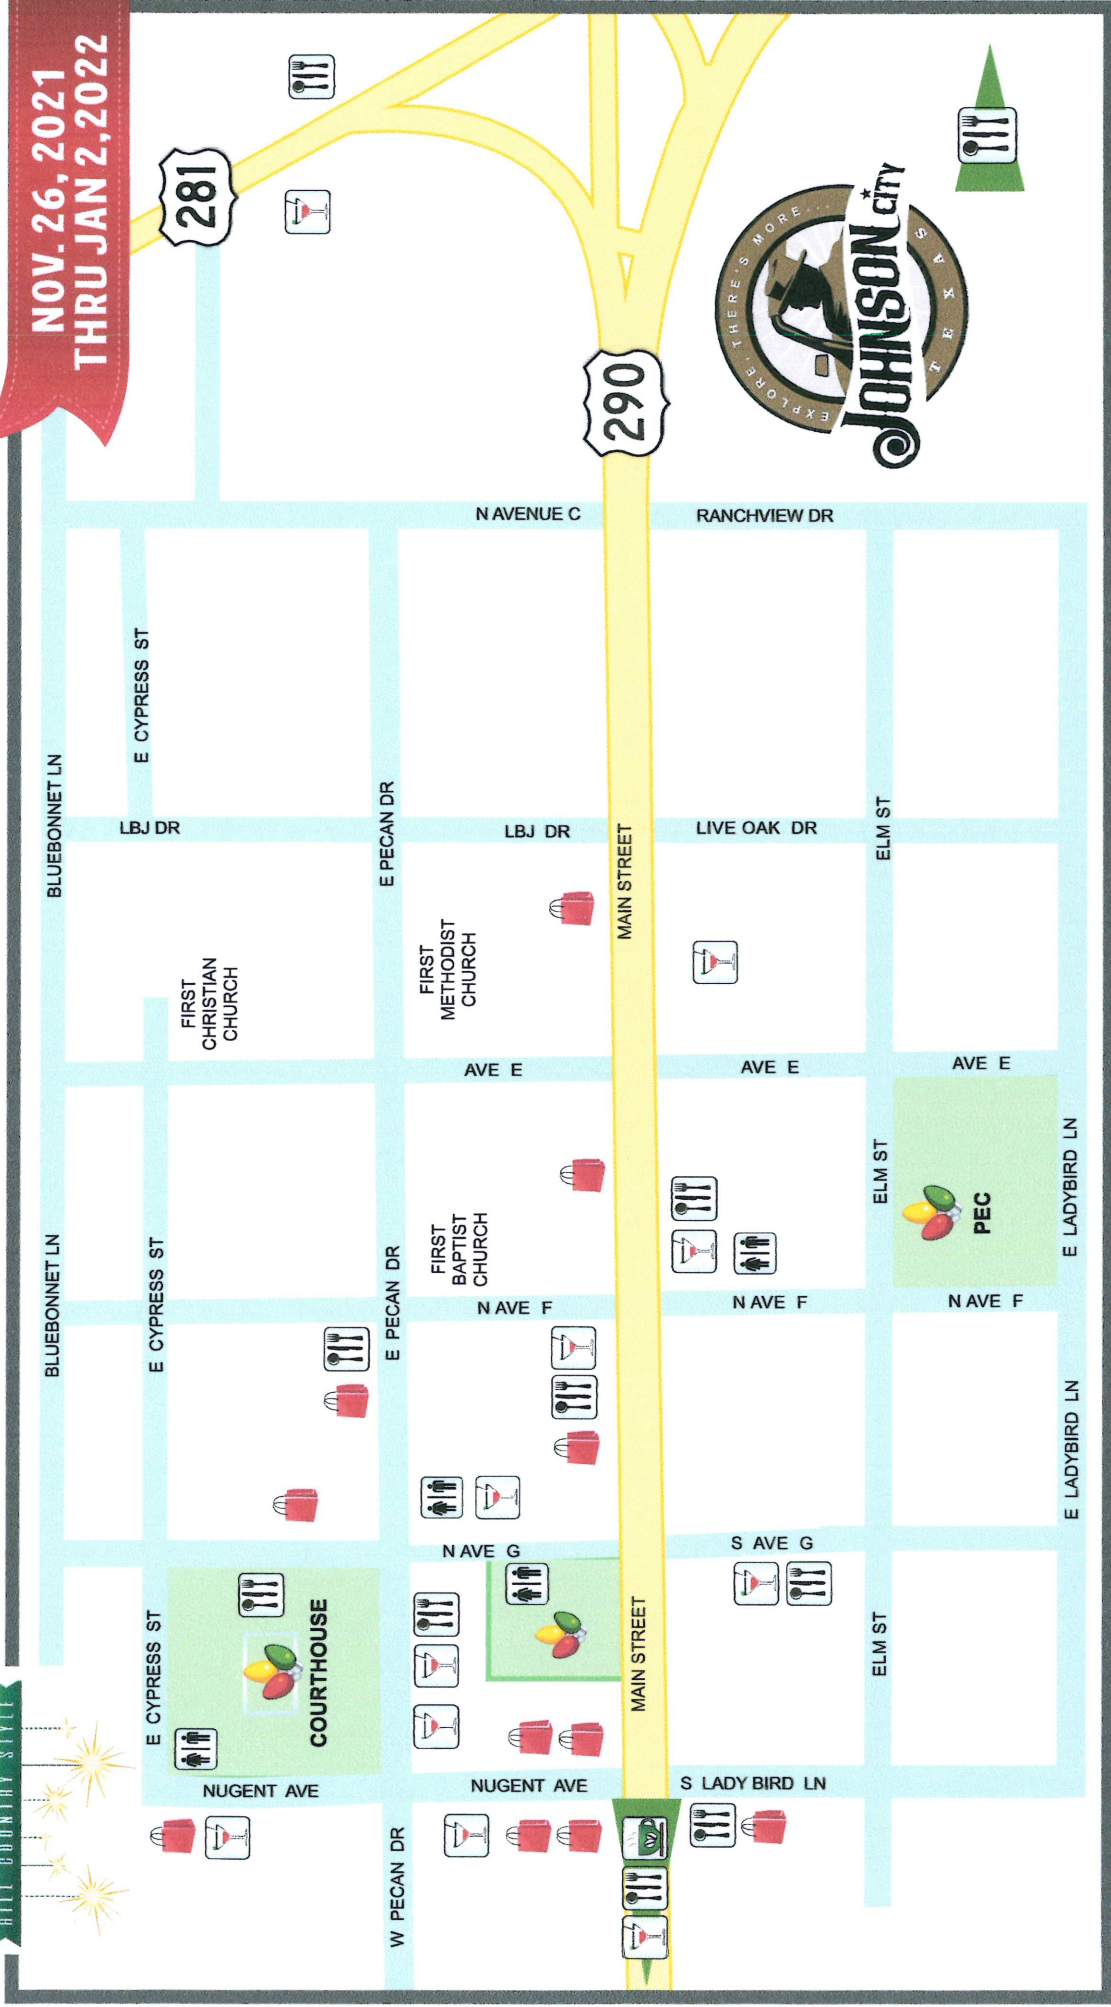 NOV. 26, 2021
THRU JAN 2, 2022
281
290
EXPLORE, THERE'S MORE...
JOHNSON CITY
TEXAS
N AVENUE C
RANCHVIEW DR
E CYPRESS ST
BLUEBONNET LN
LBJ DR
E PECAN DR
LBJ DR
MAIN STREET
LIVE OAK DR
ELM ST
FIRST
CHRISTIAN
CHURCH
FIRST
METHODIST
CHURCH
AVE E
AVE E
AVE E
BLUEBONNET LN
E CYPRESS ST
E PECAN DR
FIRST
BAPTIST
CHURCH
ELM ST
PEC
E LADYBIRD LN
N AVE F
N AVE F
N AVE F
E LADYBIRD LN
N AVE G
S AVE G
E CYPRESS ST
COURTHOUSE
MAIN STREET
ELM ST
NUGENT AVE
NUGENT AVE
S LADY BIRD LN
W PECAN DR
HILL COUNTRY STYLE